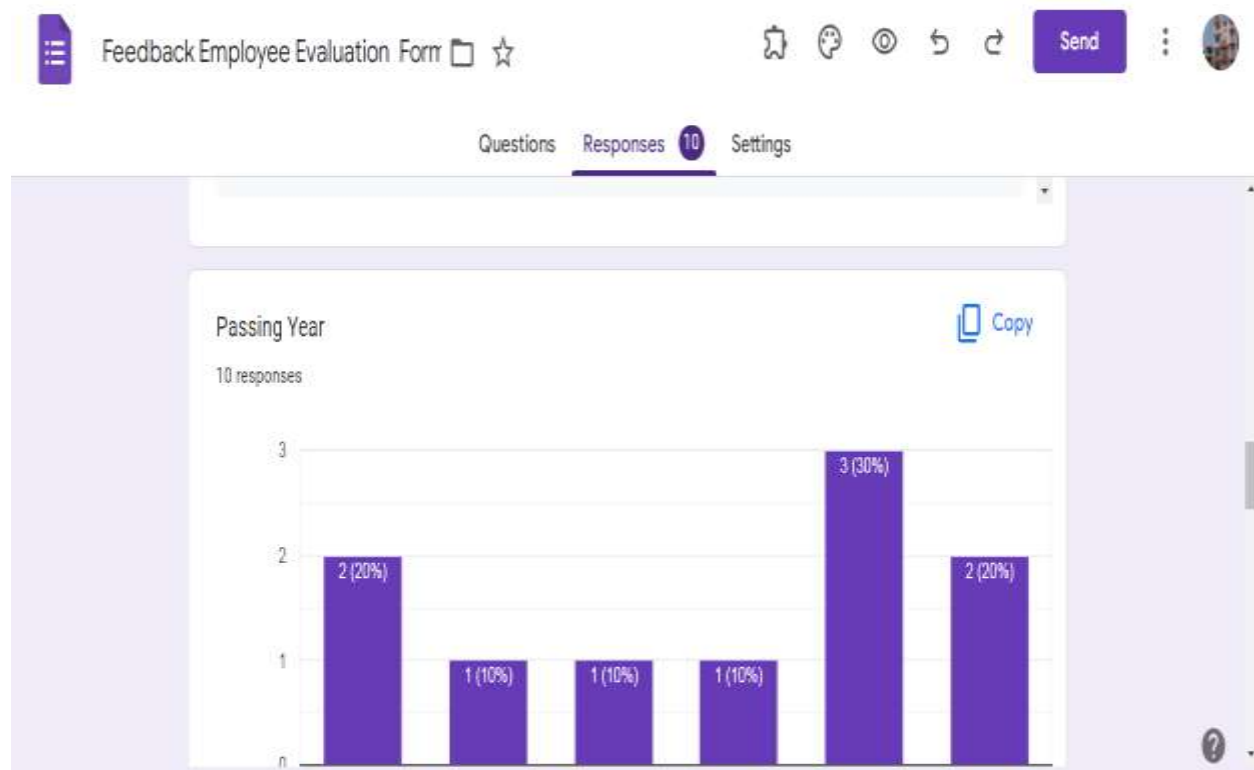 Feedback Employee Evaluation Form
Send
Questions Responses 10 Settings
Passing Year
Copy
10 responses
3
3 (30%)
2
2 (20%)
2 (20%)
1
1 (10%)
1 (10%)
1 (10%)
0